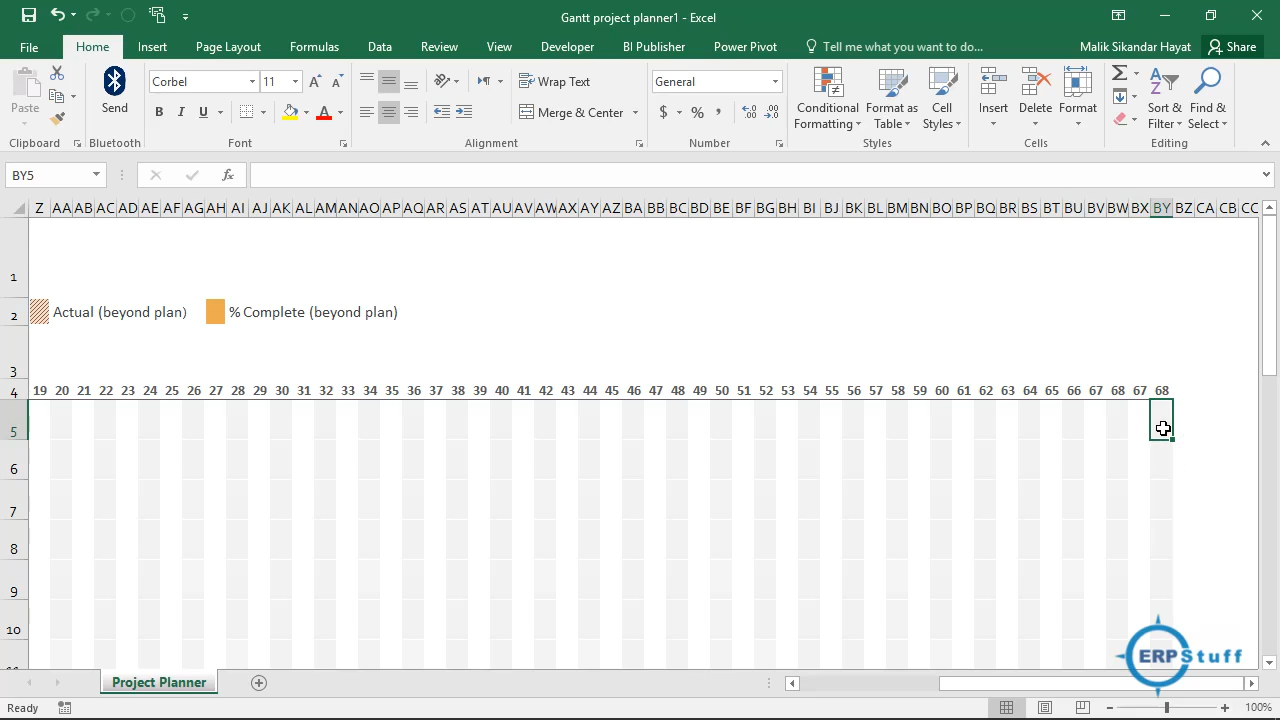 Gantt project planner1 - Excel
File Home Insert Page Layout Formulas Data Review View Developer BI Publisher Power Pivot Tell me what you want to do... Malik Sikandar Hayat Share
Paste Send Corbel 11 Wrap Text General
B I U Merge & Center $ % , .00 .00
Conditional Formatting Format as Table Cell Styles Insert Delete Format Sort & Filter Find & Select
Clipboard Bluetooth Font Alignment Number Styles Cells Editing
BY5 fx
Z AA AB AC AD AE AF AG AH AI AJ AK AL AM AN AO AP AQ AR AS AT AU AV AW AX AY AZ BA BB BC BD BE BF BG BH BI BJ BK BL BM BN BO BP BQ BR BS BT BU BV BW BX BY BZ CA CB CC
1
2 Actual (beyond plan) % Complete (beyond plan)
3
4 19 20 21 22 23 24 25 26 27 28 29 30 31 32 33 34 35 36 37 38 39 40 41 42 43 44 45 46 47 48 49 50 51 52 53 54 55 56 57 58 59 60 61 62 63 64 65 66 67 68 67 68
5
6
7
8
9
10
ERPStuff
Project Planner
Ready 100%